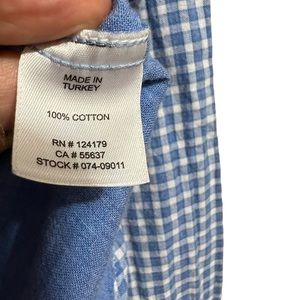 MADE IN
TURKEY
100% COTTON
RN # 124179
CA # 55637
STOCK # 074-09011